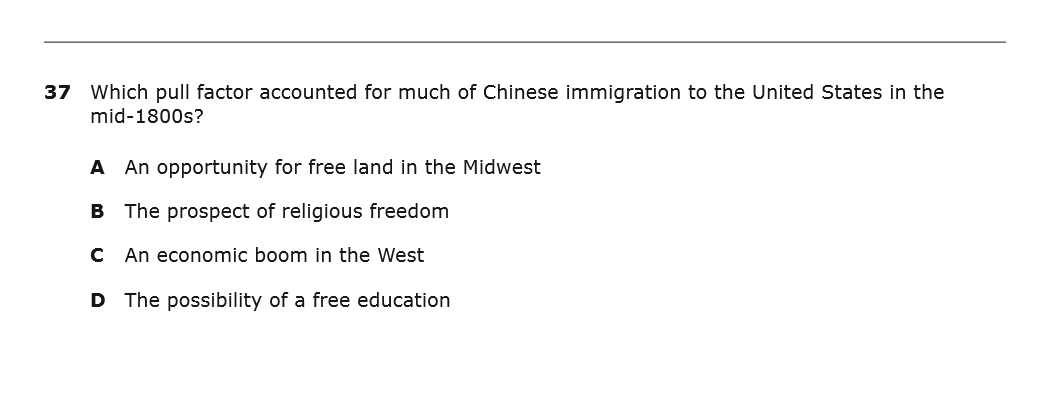 37 Which pull factor accounted for much of Chinese immigration to the United States in the
mid-1800s?
A An opportunity for free land in the Midwest
B The prospect of religious freedom
C An economic boom in the West
D The possibility of a free education